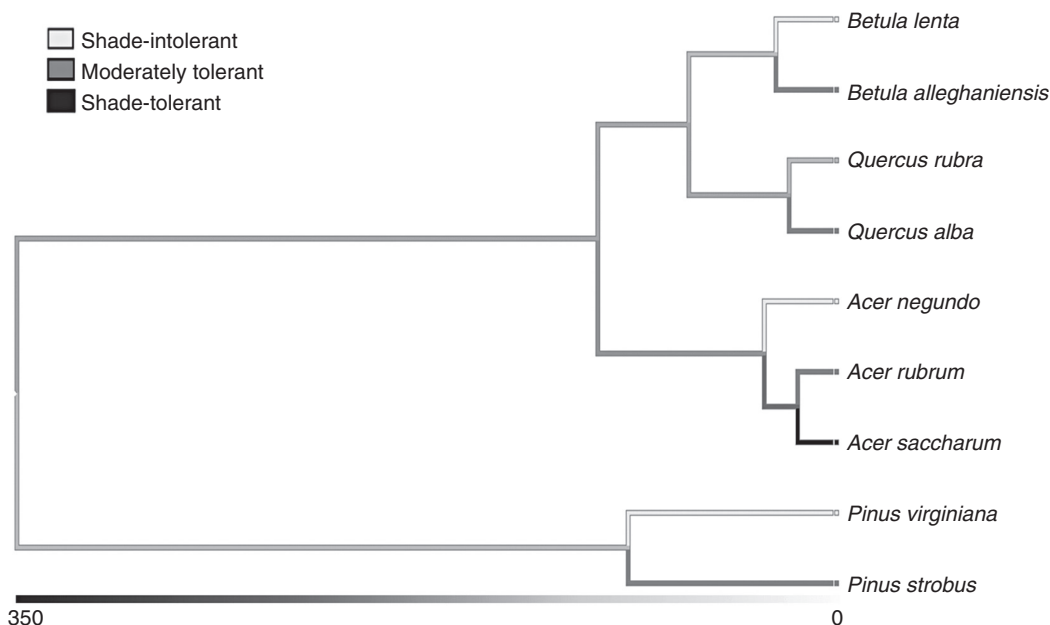 Shade-intolerant
Moderately tolerant
Shade-tolerant
Betula lenta
Betula alleghaniensis
Quercus rubra
Quercus alba
Acer negundo
Acer rubrum
Acer saccharum
Pinus virginiana
Pinus strobus
350 0